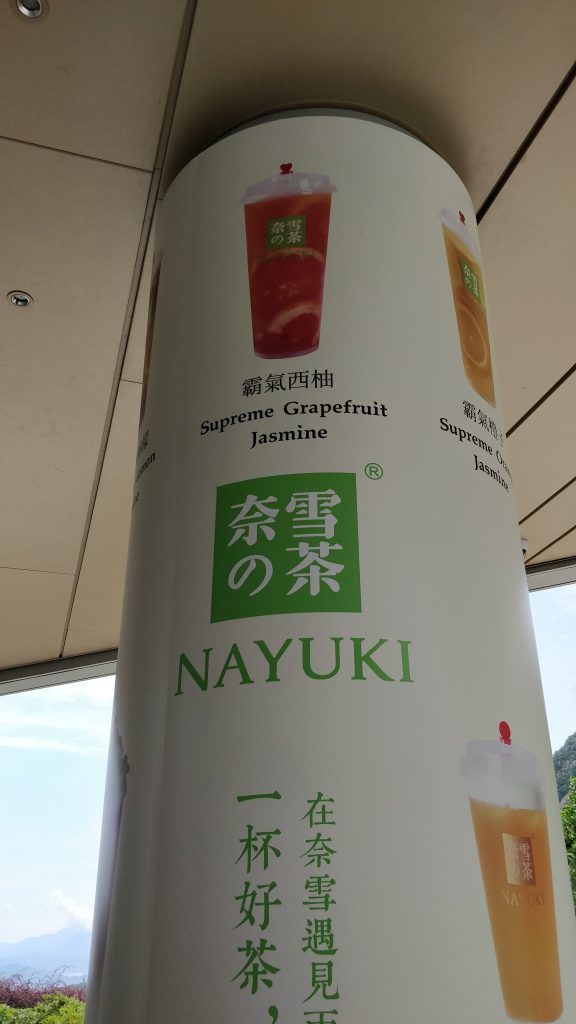 奈雪
の茶
霸氣西柚
Supreme Grapefruit
Jasmine
奈雪
の茶
霸氣橙
Supreme
Jasmine
奈雪の茶
®
NAYUKI
在奈雪遇見
一杯好茶，
奈雪
の茶
NAYUKI